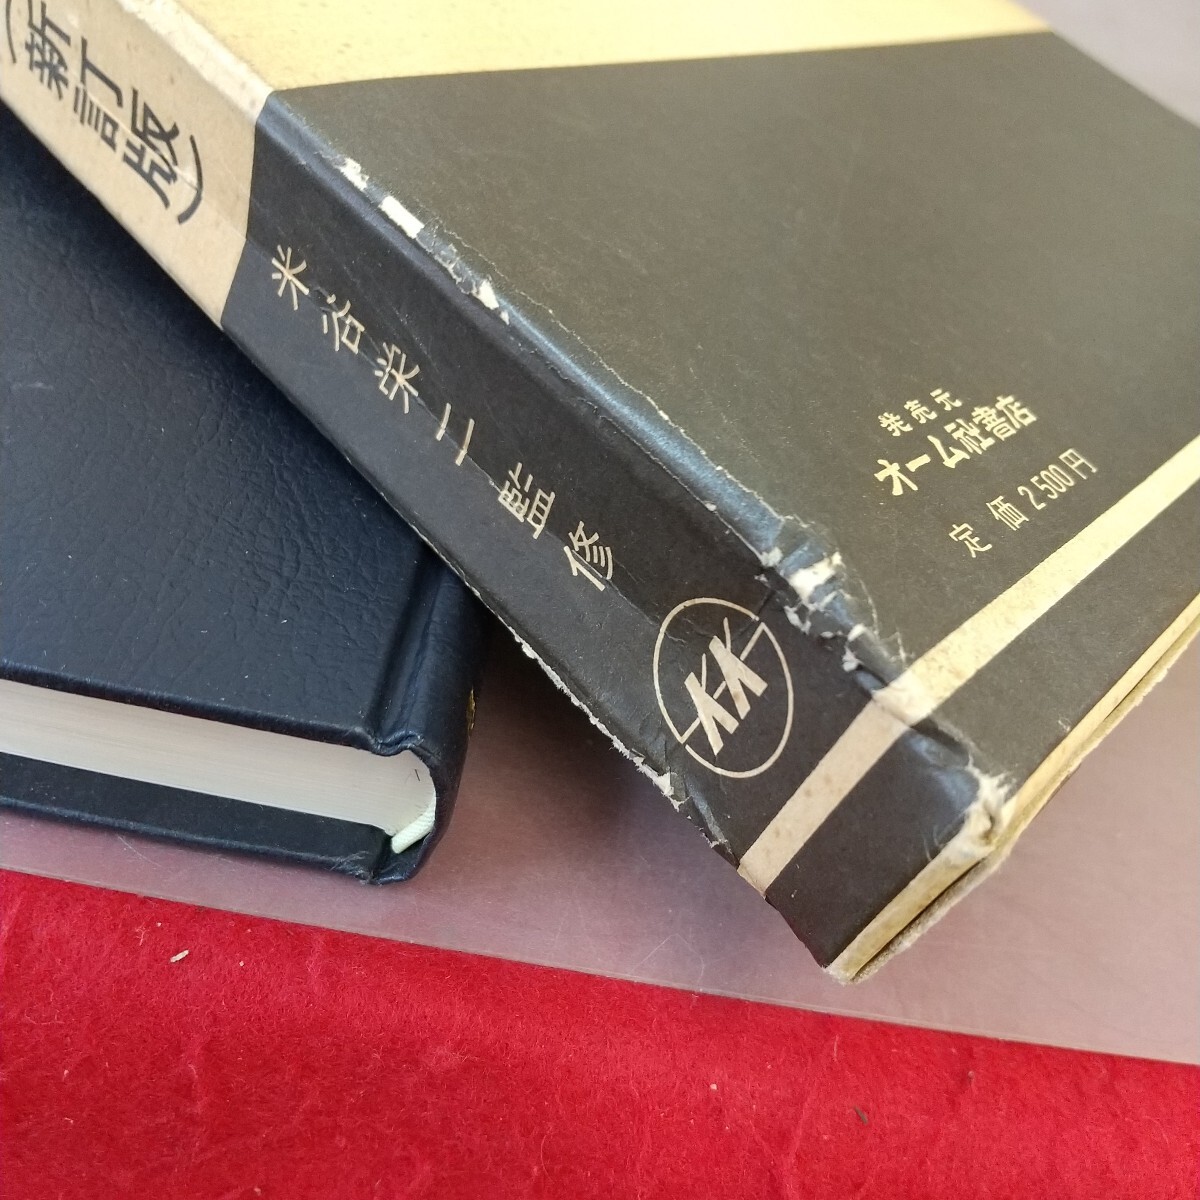 (新訂版)
米谷栄二監修
KK
発売元
オーム社書店
定価2500円